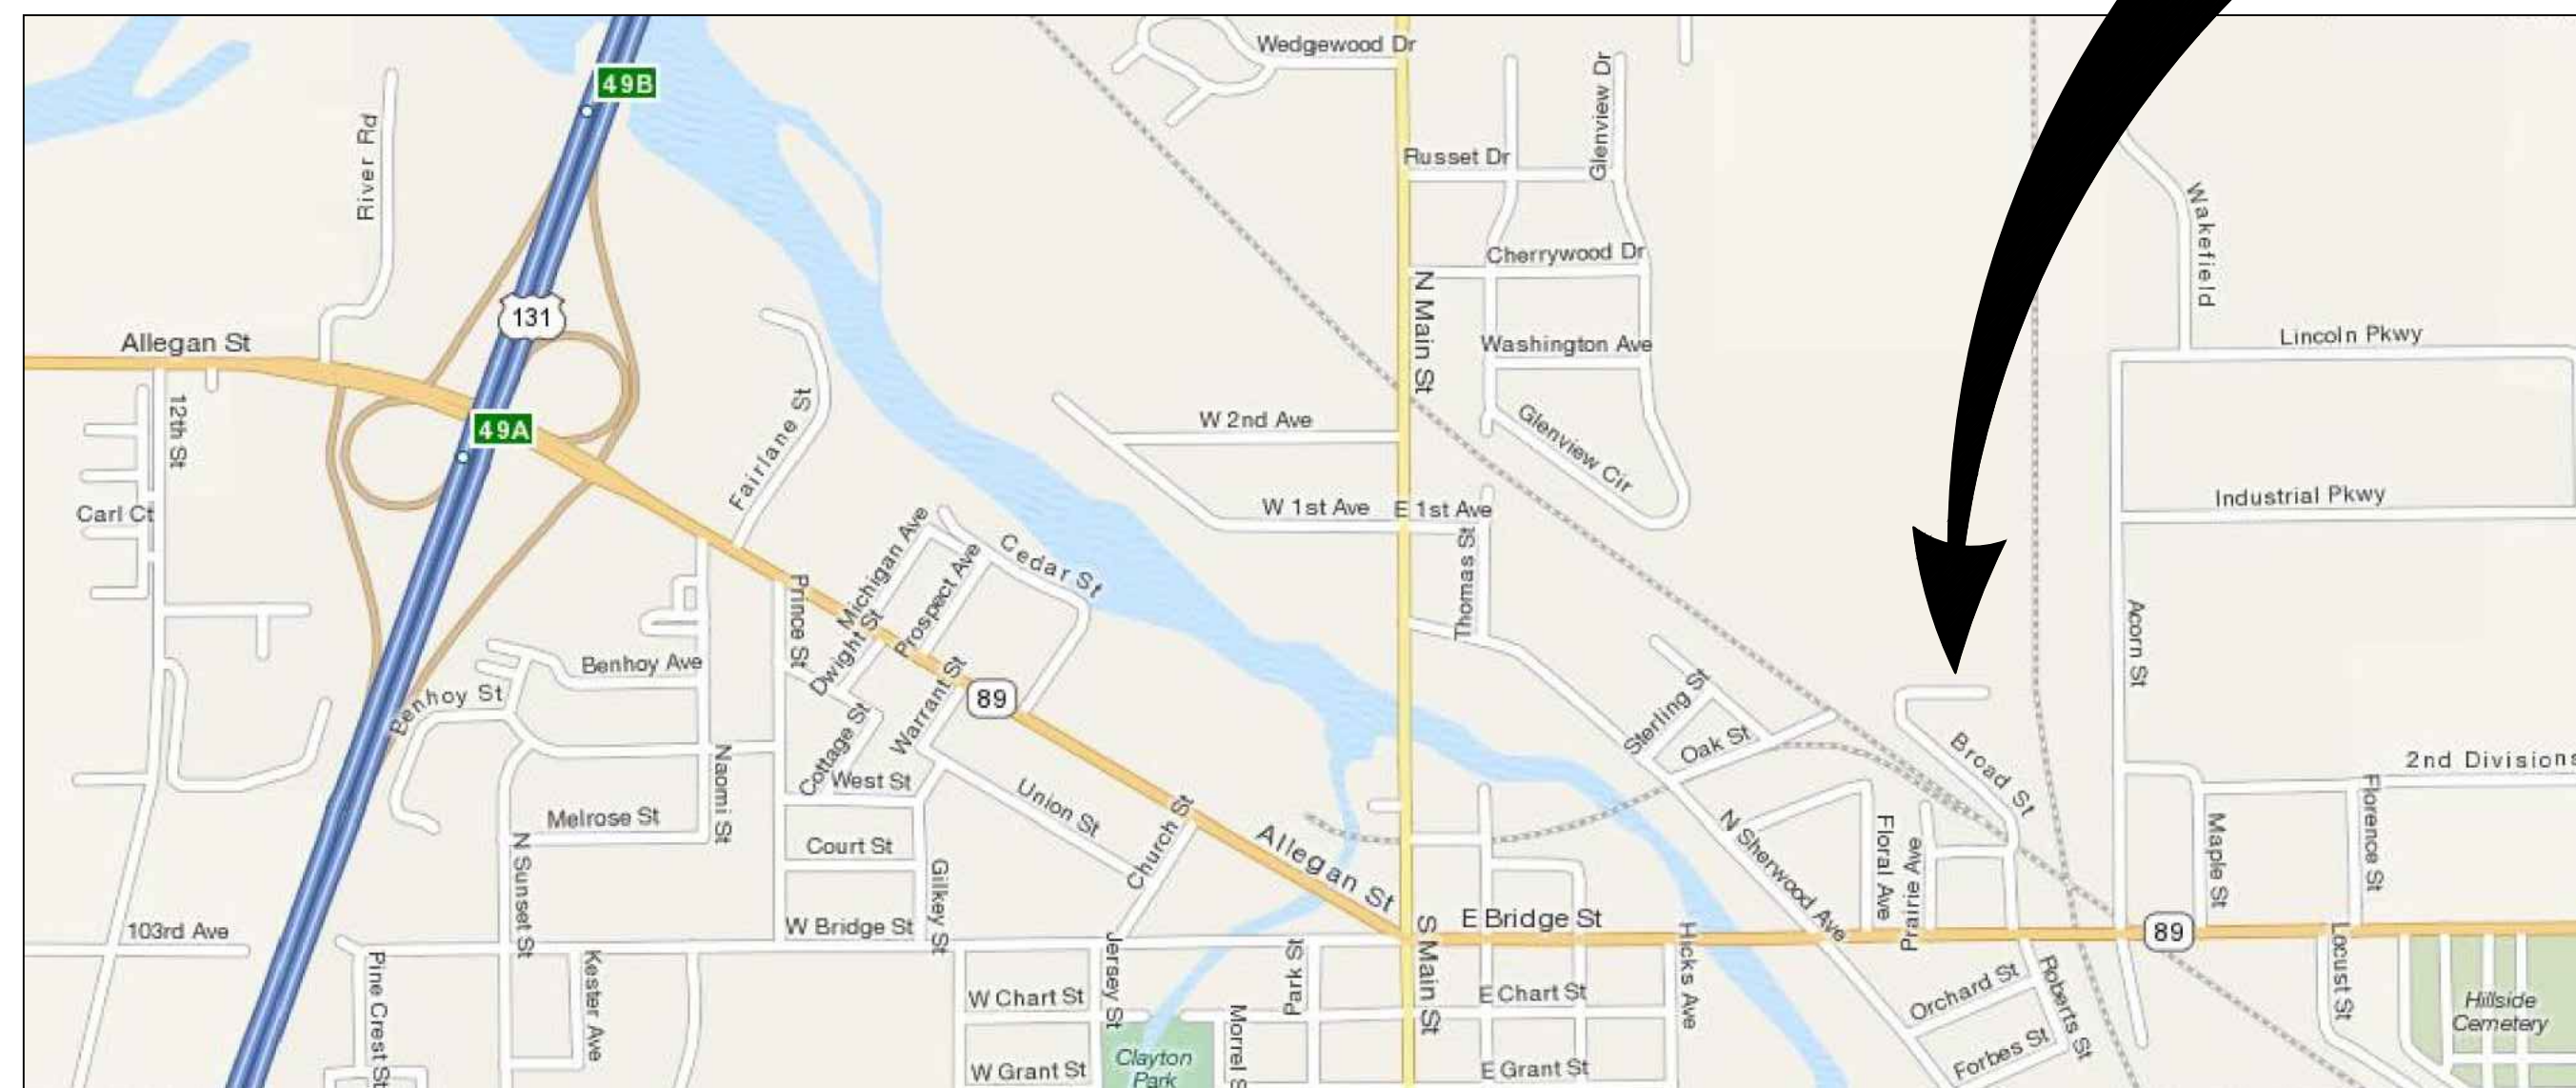 Wedgewood Dr
49B
Glenview Dr
River Rd
Russet Dr
Wakefield
Cherrywood Dr
N Main St
131
Allegan St
Lincoln Pkwy
Washington Ave
12th St
49A
Fairlane St
W 2nd Ave
Glenview Cir
Industrial Pkwy
Carl Ct
W 1st Ave
E 1st Ave
Michigan Ave
Prospect Ave
Cedar St
Thomas St
Prince St
Dwight St
Acorn St
Benhoy Ave
Benhoy St
Warrant St
89
Sterling St
Cottage St
Oak St
Broad St
Naomi St
West St
2nd Divisions
Union St
Melrose St
Church St
Florence St
N Sunset St
Court St
Gilkey St
Allegan St
N Sherwood Ave
Floral Ave
Prairie Ave
Maple St
103rd Ave
W Bridge St
E Bridge St
89
Pine Crest St
Kester Ave
Jersey St
Park St
S Main St
Hicks Ave
Roberts St
Locust St
W Chart St
E Chart St
Orchard St
Hillside
Cemetery
Morrel S
Clayton
Park
W Grant St
E Grant St
Forbes St